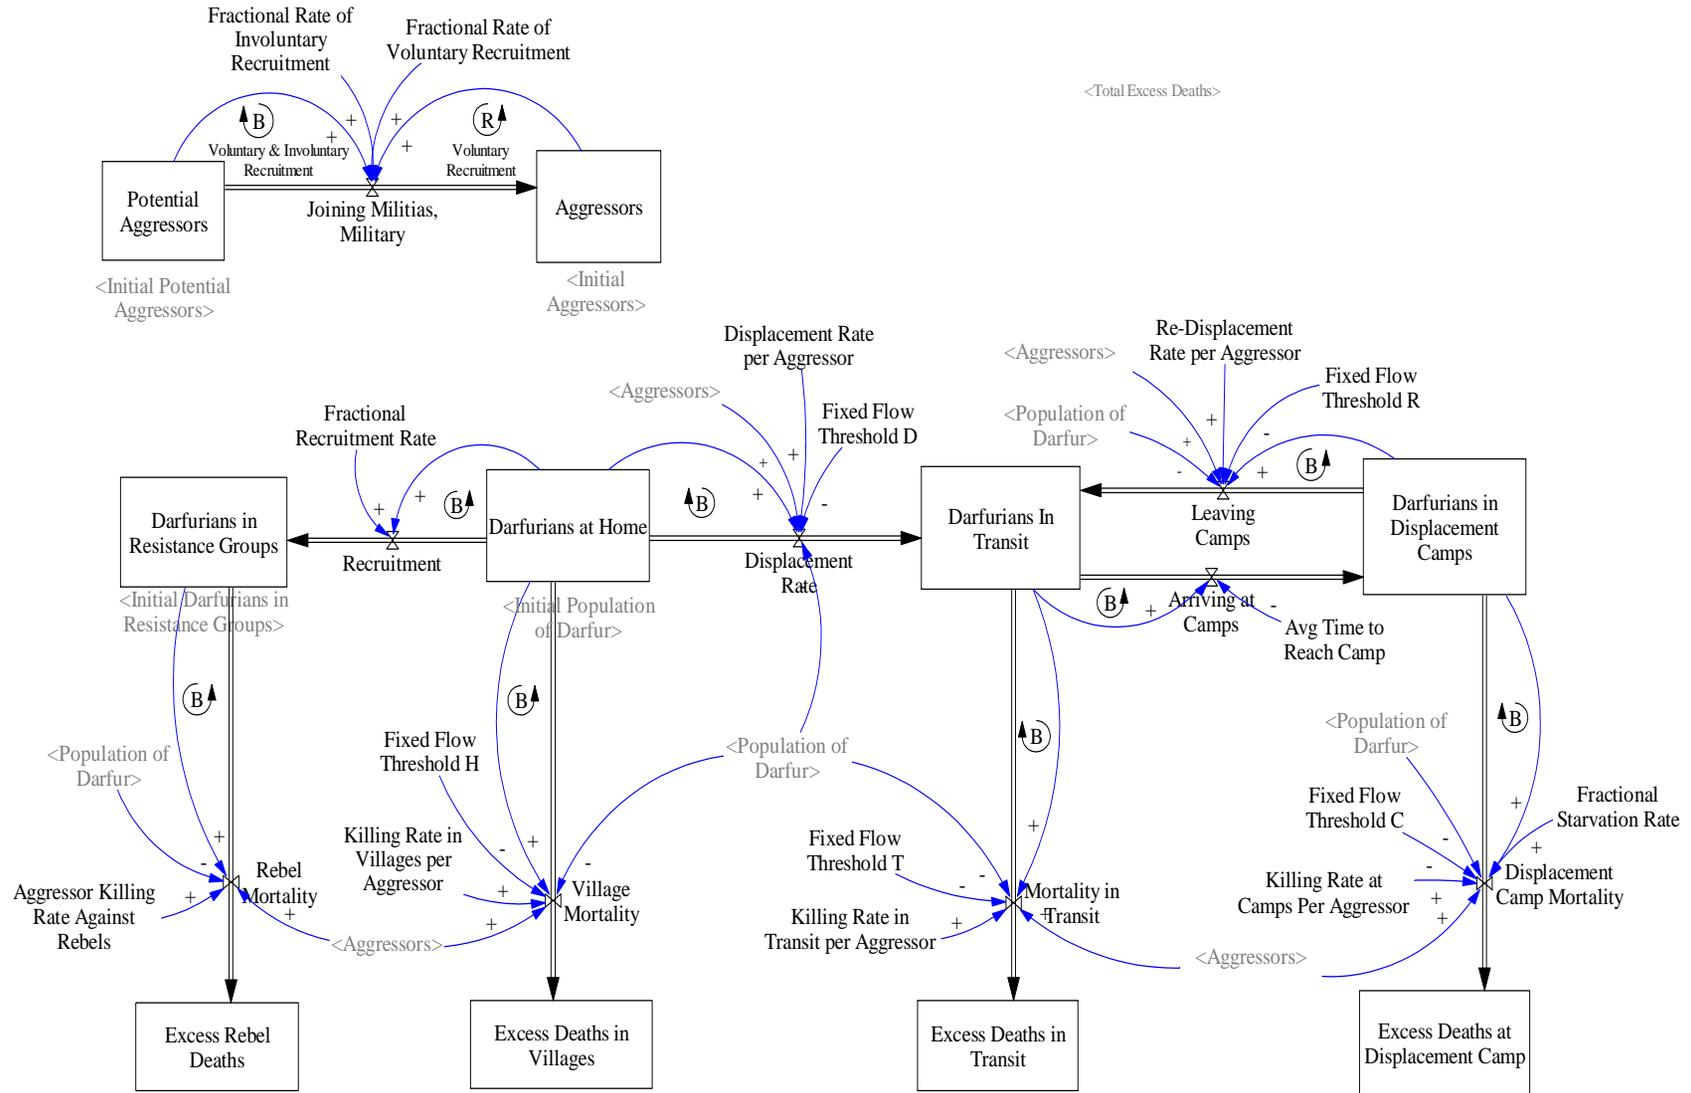 Fractional Rate of
Involuntary
Recruitment
Fractional Rate of
Voluntary Recruitment
<Total Excess Deaths>
B
R
+
+
+
+
Voluntary & Involuntary
Recruitment
Voluntary
Recruitment
Potential
Aggressors
Joining Militias,
Military
Aggressors
<Initial Potential
Aggressors>
<Initial
Aggressors>
Displacement Rate
per Aggressor
<Aggressors>
Fixed Flow
Threshold D
Re-Displacement
Rate per Aggressor
<Aggressors>
Fixed Flow
Threshold R
<Population of
Darfur>
Fractional
Recruitment Rate
+
+
B
+
+
+
-
B
+
+
-
-
+
B
Darfurians in
Resistance Groups
Recruitment
Darfurians at Home
Displacement
Rate
Darfurians In
Transit
Leaving
Camps
Darfurians in
Displacement
Camps
<Initial Darfurians in
Resistance Groups>
<Initial Population
of Darfur>
B
+
Arriving at
Camps
-
Avg Time to
Reach Camp
B
B
B
B
<Population of
Darfur>
Fixed Flow
Threshold H
<Population of
Darfur>
<Population of
Darfur>
Killing Rate in
Villages per
Aggressor
Fixed Flow
Threshold T
Fixed Flow
Threshold C
Fractional
Starvation Rate
+
-
+
+
Rebel
Mortality
Aggressor Killing
Rate Against
Rebels
-
+
+
-
+
Village
Mortality
<Aggressors>
+
-
-
+
+
Mortality in
Transit
Killing Rate in
Transit per Aggressor
+
-
-
+
+
+
Killing Rate at
Camps Per Aggressor
Displacement
Camp Mortality
<Aggressors>
Excess Rebel
Deaths
Excess Deaths in
Villages
Excess Deaths in
Transit
Excess Deaths at
Displacement Camp